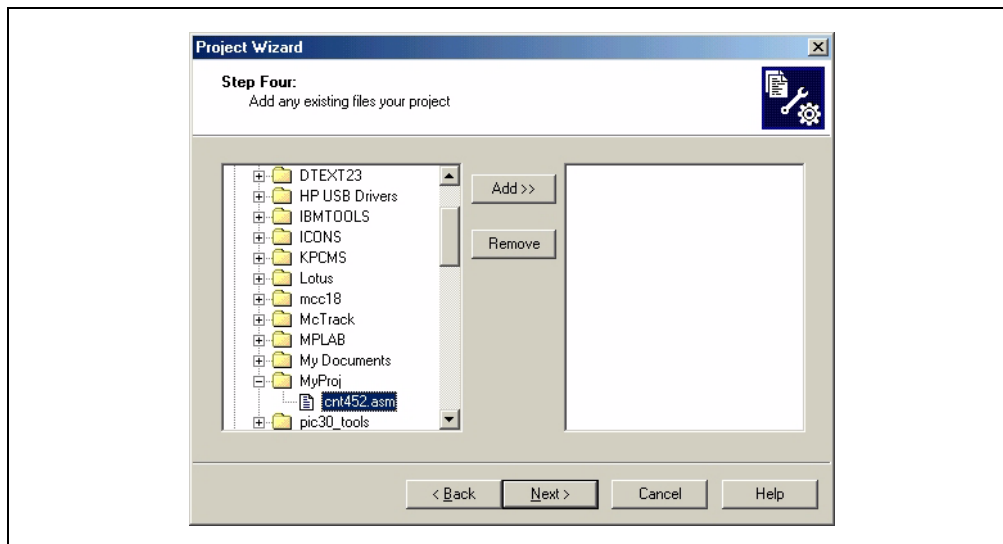 Project Wizard
Step Four:
Add any existing files your project
DTEXT23
HP USB Drivers
IBMTOOLS
ICONS
KPCMS
Lotus
mcc18
McTrack
MPLAB
My Documents
MyProj
cnt452.asm
pic30_tools
Add >>
Remove
< Back
Next >
Cancel
Help